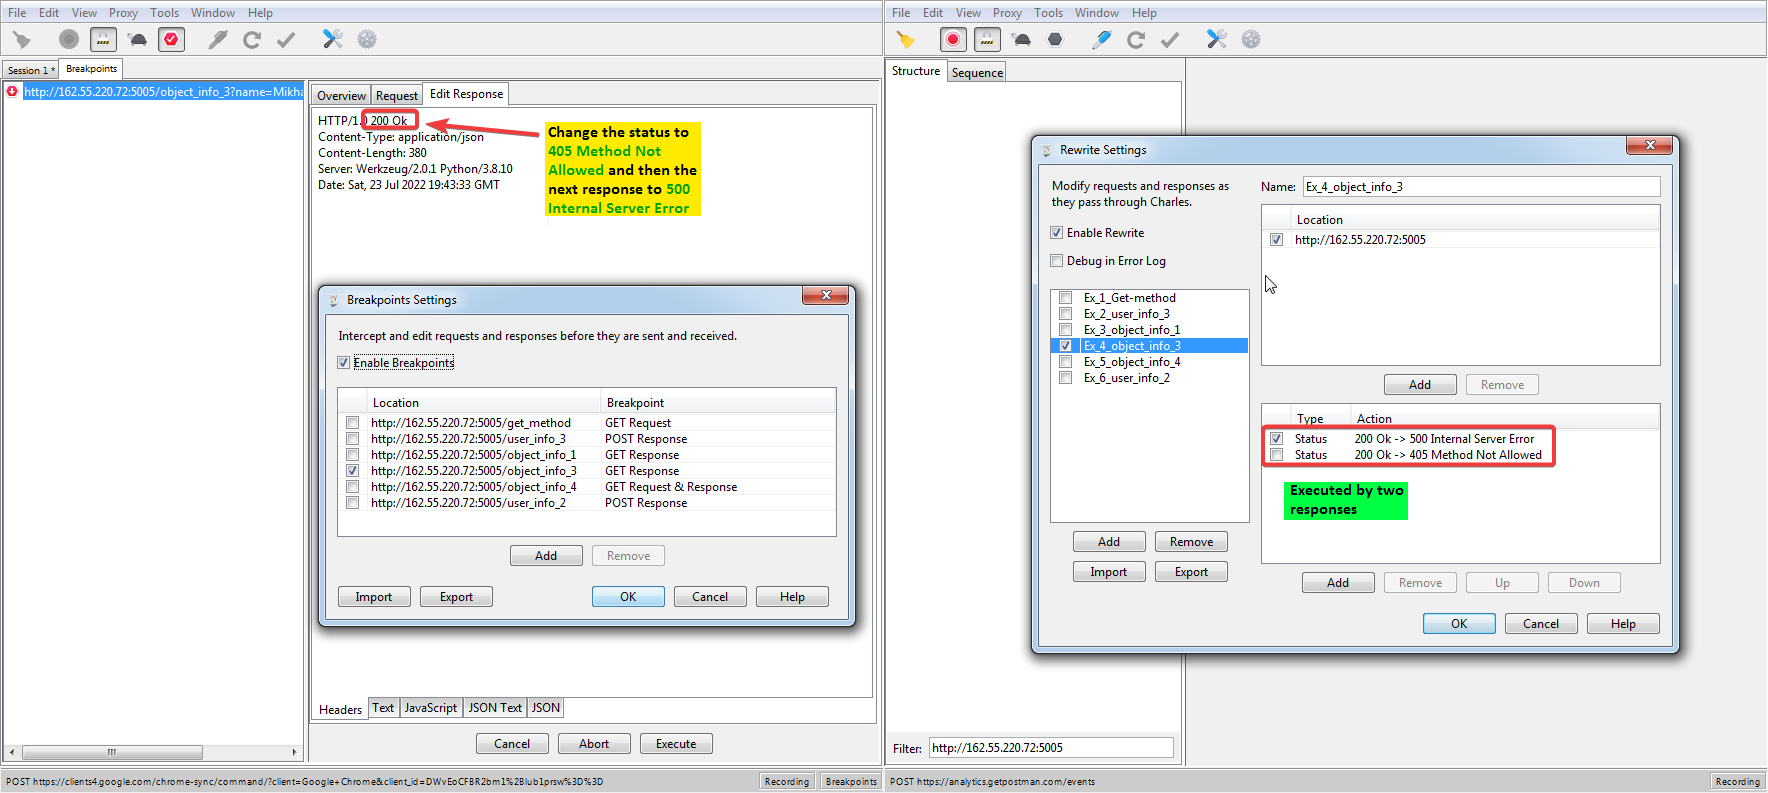 File Edit View Proxy Tools Window Help
Session 1 * Breakpoints
http://162.55.220.72:5005/object_info_3?name=Mikha
Overview Request Edit Response
HTTP/1.0 200 Ok
Content-Type: application/json
Content-Length: 380
Server: Werkzeug/2.0.1 Python/3.8.10
Date: Sat, 23 Jul 2022 19:43:33 GMT
Change the status to
405 Method Not
Allowed and then the
next response to 500
Internal Server Error
Breakpoints Settings
Intercept and edit requests and responses before they are sent and received.
Enable Breakpoints
Location Breakpoint
http://162.55.220.72:5005/get_method GET Request
http://162.55.220.72:5005/user_info_3 POST Response
http://162.55.220.72:5005/object_info_1 GET Response
http://162.55.220.72:5005/object_info_3 GET Response
http://162.55.220.72:5005/object_info_4 GET Request & Response
http://162.55.220.72:5005/user_info_2 POST Response
Add Remove
Import Export OK Cancel Help
Headers Text JavaScript JSON Text JSON
Cancel Abort Execute
POST https://clients4.google.com/chrome-sync/command/?client=Google+Chrome&client_id=DWvEoCFBR2bm1%2BIub1prsw%3D%3D Recording Breakpoints
File Edit View Proxy Tools Window Help
Structure Sequence
Rewrite Settings
Modify requests and responses as
they pass through Charles.
Enable Rewrite
Debug in Error Log
Ex_1_Get-method
Ex_2_user_info_3
Ex_3_object_info_1
Ex_4_object_info_3
Ex_5_object_info_4
Ex_6_user_info_2
Add Remove
Import Export
Name: Ex_4_object_info_3
Location
http://162.55.220.72:5005
Add Remove
Type Action
Status 200 Ok -> 500 Internal Server Error
Status 200 Ok -> 405 Method Not Allowed
Executed by two
responses
Add Remove Up Down
OK Cancel Help
Filter: http://162.55.220.72:5005
POST https://analytics.getpostman.com/events Recording